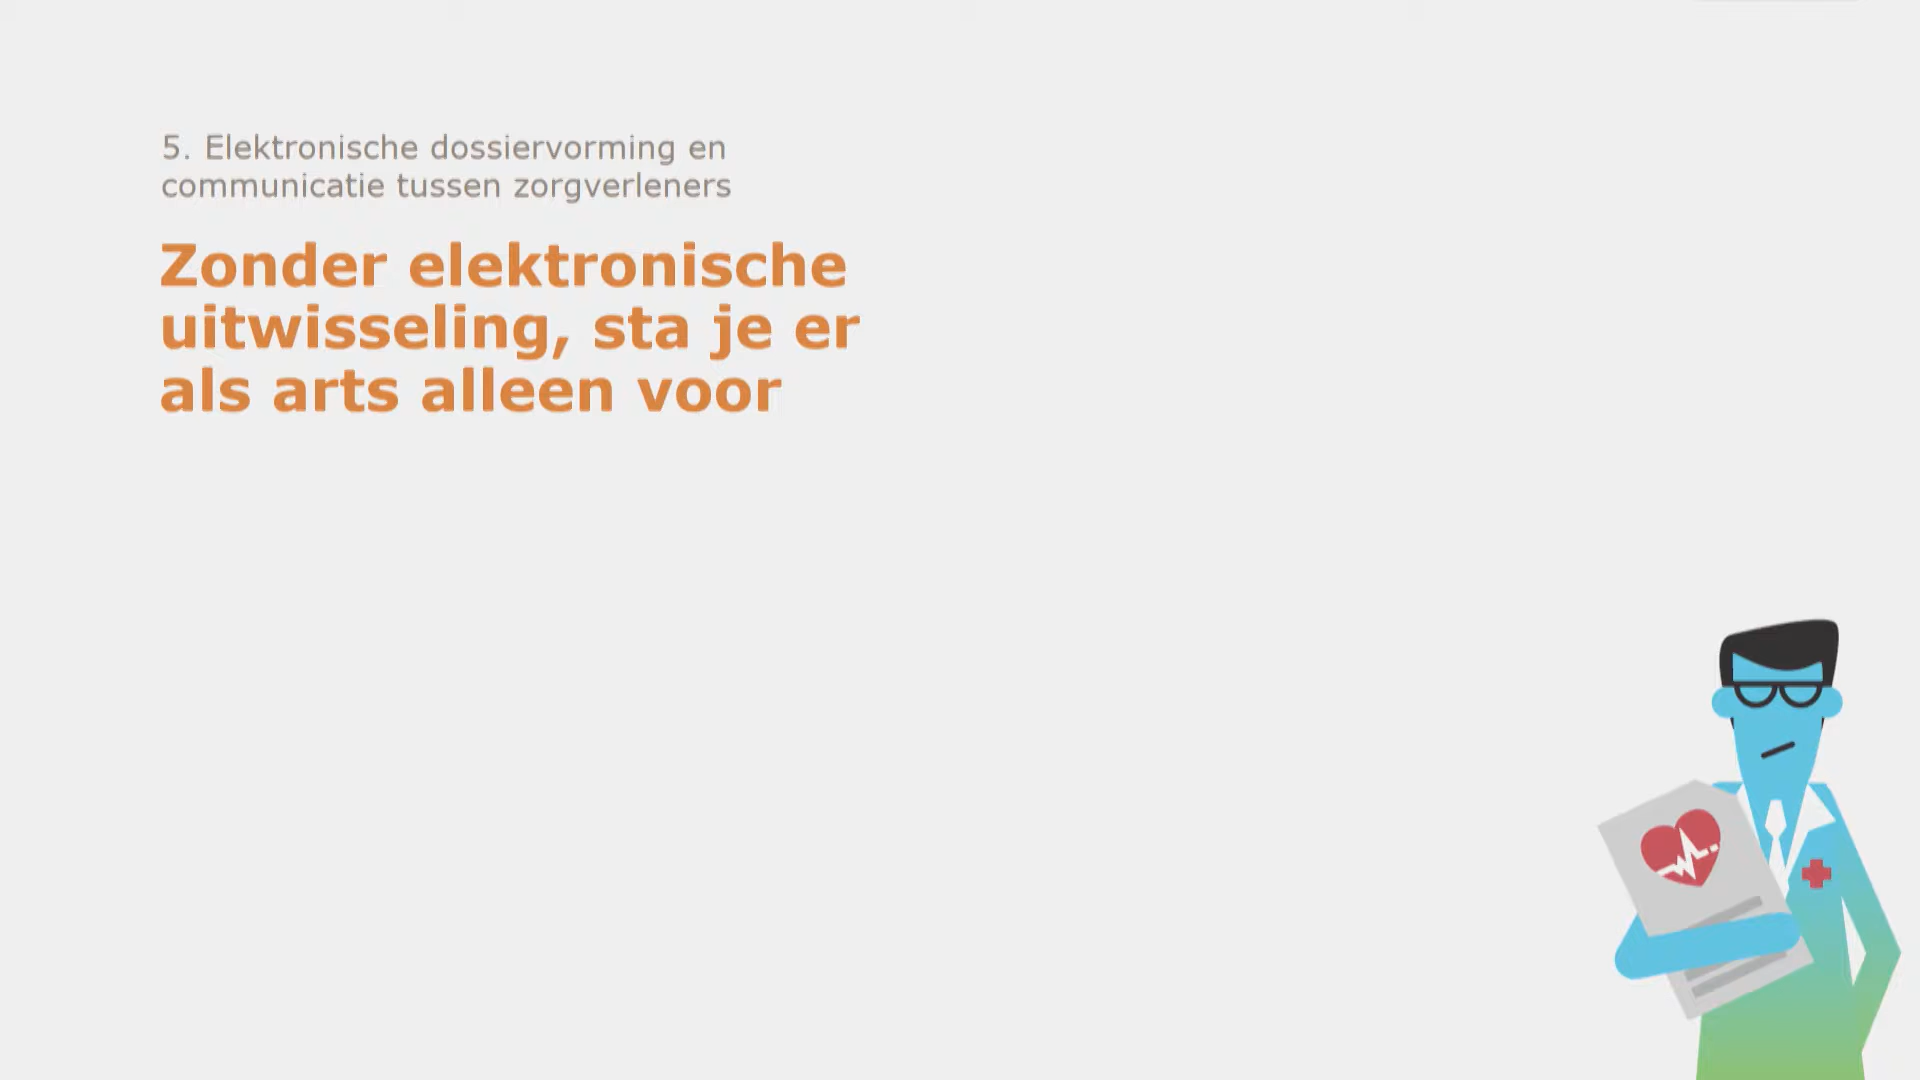 5. Elektronische dossiervorming en
communicatie tussen zorgverleners
Zonder elektronische
uitwisseling, sta je er
als arts alleen voor